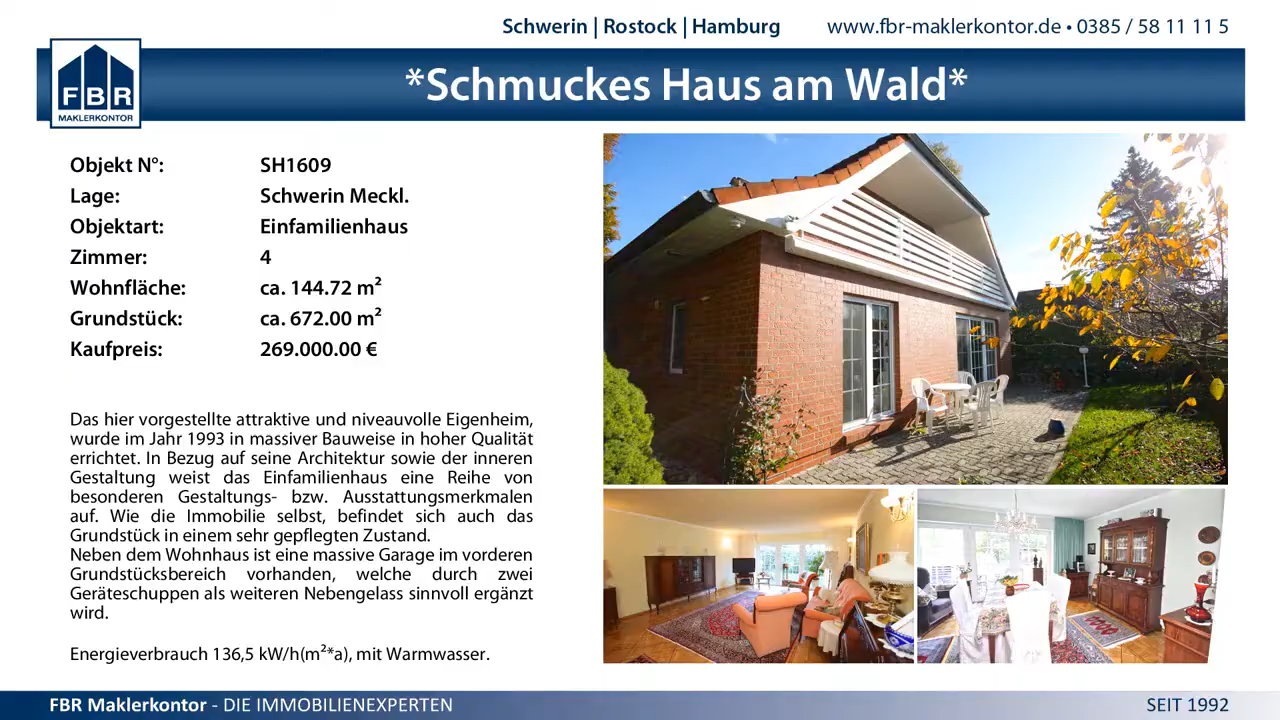 Schwerin | Rostock | Hamburg
www.fbr-maklerkontor.de • 0385 / 58 11 11 5
FBR
MAKLERKONTOR
*Schmuckes Haus am Wald*
Objekt N°: SH1609
Lage: Schwerin Meckl.
Objektart: Einfamilienhaus
Zimmer: 4
Wohnfläche: ca. 144.72 m²
Grundstück: ca. 672.00 m²
Kaufpreis: 269.000.00 €
Das hier vorgestellte attraktive und niveauvolle Eigenheim,
wurde im Jahr 1993 in massiver Bauweise in hoher Qualität
errichtet. In Bezug auf seine Architektur sowie der inneren
Gestaltung weist das Einfamilienhaus eine Reihe von
besonderen Gestaltungs- bzw. Ausstattungsmerkmalen
auf. Wie die Immobilie selbst, befindet sich auch das
Grundstück in einem sehr gepflegten Zustand.
Neben dem Wohnhaus ist eine massive Garage im vorderen
Grundstücksbereich vorhanden, welche durch zwei
Geräteschuppen als weiteren Nebengelass sinnvoll ergänzt
wird.
Energieverbrauch 136,5 kW/h(m²*a), mit Warmwasser.
FBR Maklerkontor - DIE IMMOBILIENEXPERTEN
SEIT 1992